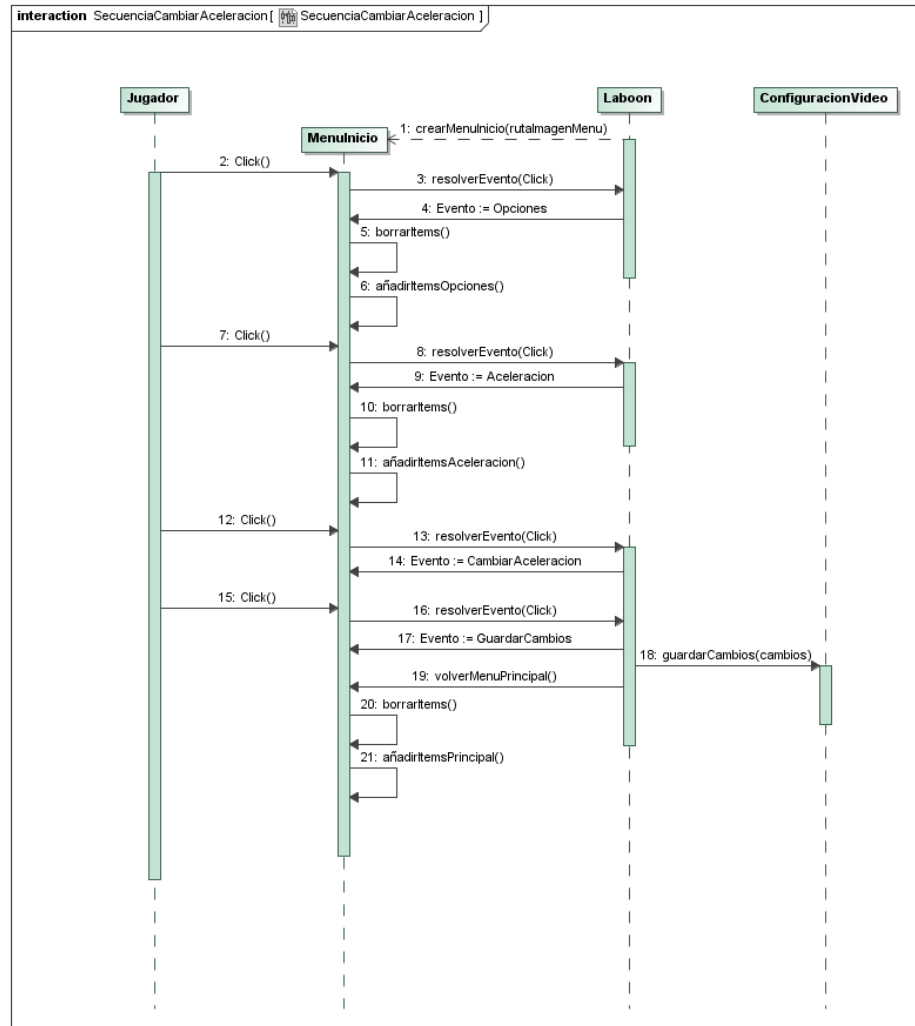 interaction SecuenciaCambiarAceleracion[ SecuenciaCambiarAceleracion ]
Jugador
Laboon
ConfiguracionVideo
MenuInicio
1: crearMenuInicio(rutaImagenMenu)
2: Click()
3: resolverEvento(Click)
4: Evento := Opciones
5: borrarItems()
6: añadirItemsOpciones()
7: Click()
8: resolverEvento(Click)
9: Evento := Aceleracion
10: borrarItems()
11: añadirItemsAceleracion()
12: Click()
13: resolverEvento(Click)
14: Evento := CambiarAceleracion
15: Click()
16: resolverEvento(Click)
17: Evento := GuardarCambios
18: guardarCambios(cambios)
19: volverMenuPrincipal()
20: borrarItems()
21: añadirItemsPrincipal()